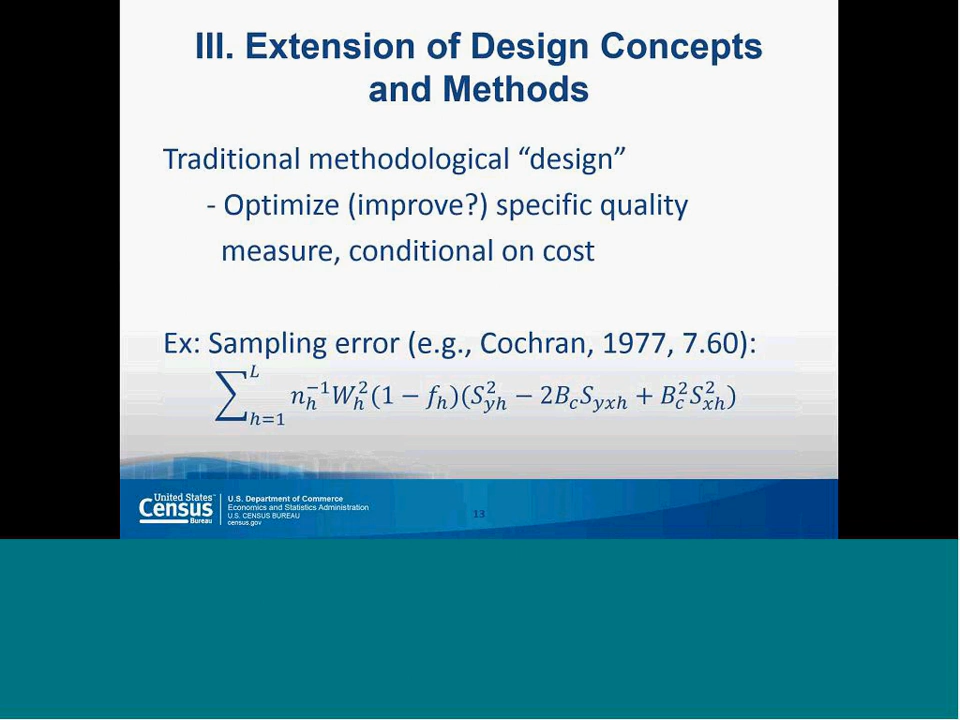 III. Extension of Design Concepts
and Methods
Traditional methodological “design”
- Optimize (improve?) specific quality
measure, conditional on cost
Ex: Sampling error (e.g., Cochran, 1977, 7.60):
$\sum_{h=1}^{L} n_h^{-1} W_h^2 (1 - f_h)(S_{yh}^2 - 2B_c S_{yxh} + B_c^2 S_{xh}^2)$
United States™
Census
Bureau
U.S. Department of Commerce
Economics and Statistics Administration
U.S. CENSUS BUREAU
census.gov
13